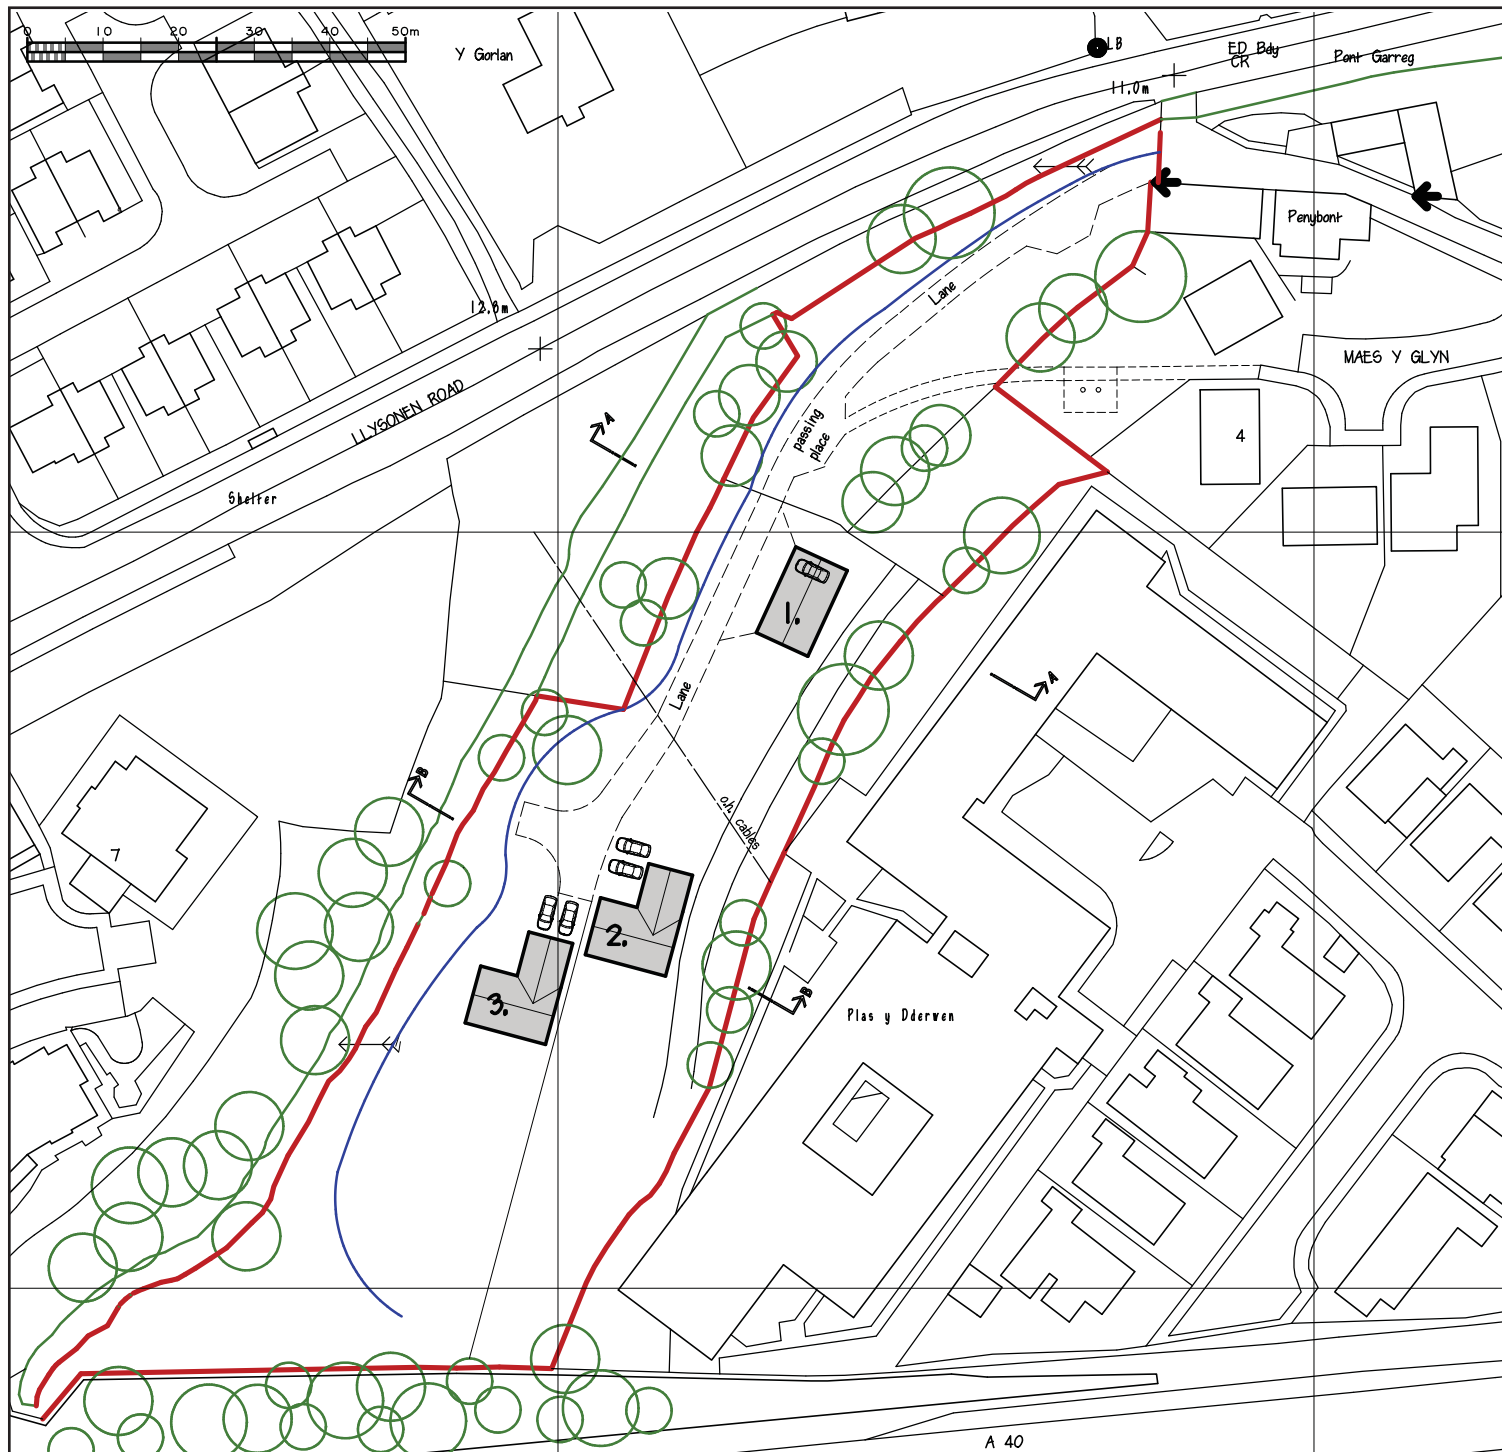 0 10 20 30 40 50m
Y Gorlan
LB
ED Bdy
CR
Pont Garreg
11.0m
Penybont
Lane
12.8m
MAES Y GLYN
LLYSONEN ROAD
A
passing
place
4
Shelter
1.
A
Lane
B
o.h. cables
7
2.
3.
B
Plas y Dderwen
A 40